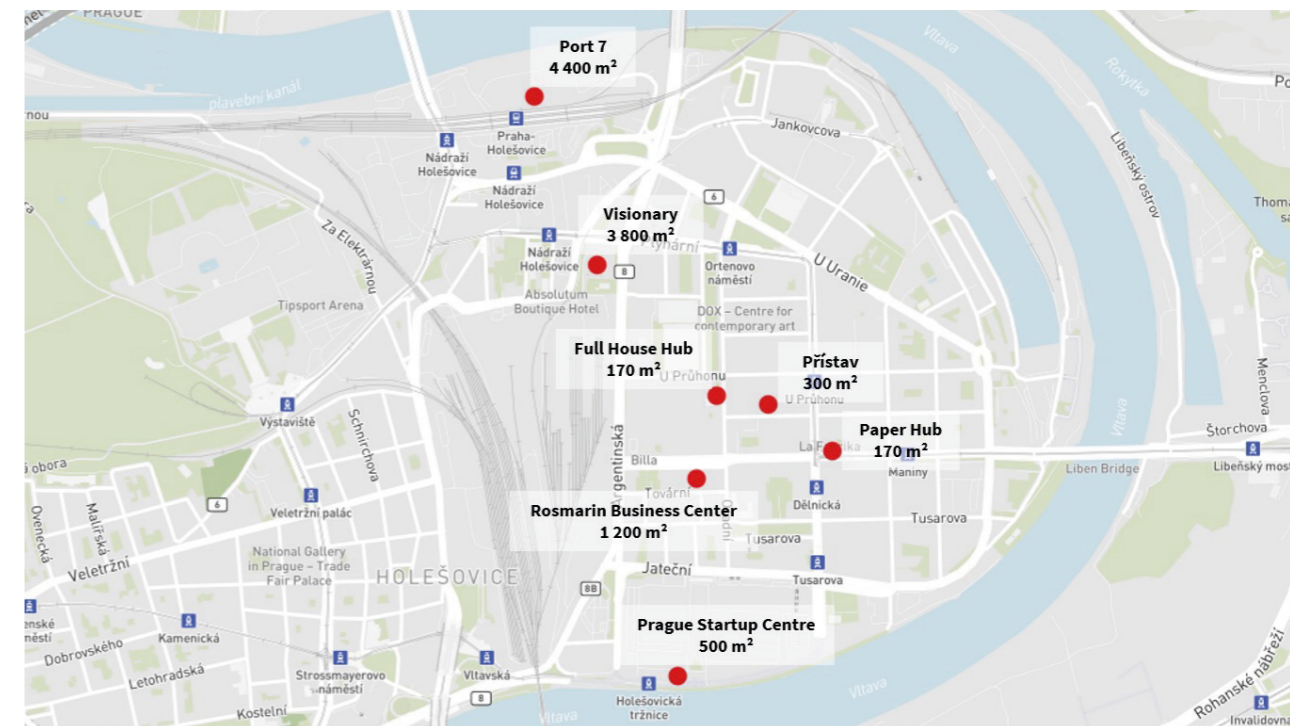 PRAGUE
Port 7
4 400 m²
plavební kanál
Vltava
Rokytka
Praha-
Holešovice
Jankovcova
Nádraží
Holešovice
Nádraží
Holešovice
6
Libeňský ostrov
Za Elektrárnou
Visionary
3 800 m²
Nádraží
Holešovice
8
Ortenovo
náměstí
U Uranie
Tipsport Arena
Absolutum
Boutique Hotel
DOX – Centre for
contemporary art
Full House Hub
170 m²
U Průhonu
Přístav
300 m²
U Průhonu
Menclova
Výstaviště
Schnirchova
Argentinská
Paper Hub
170 m²
Vltava
Štorchova
Billa
Maniny
Liben Bridge
Libeňský most
obora
6
Ovenecká
Malířská
Veletržní palác
Tovární
Dělnická
Rosmarin Business Center
1 200 m²
Tusarova
Tusarova
Veletržní
National Gallery
in Prague – Trade
Fair Palace
HOLEŠOVICE
Jateční
8B
Tusarova
Kamenická
Prague Startup Centre
500 m²
Dobrovského
Letohradská
Strossmayerovo
náměstí
Vltavská
8
Holešovická
tržnice
Vltava
Kostelní
Vltava
Rohanské nábřeží
Invalidovna